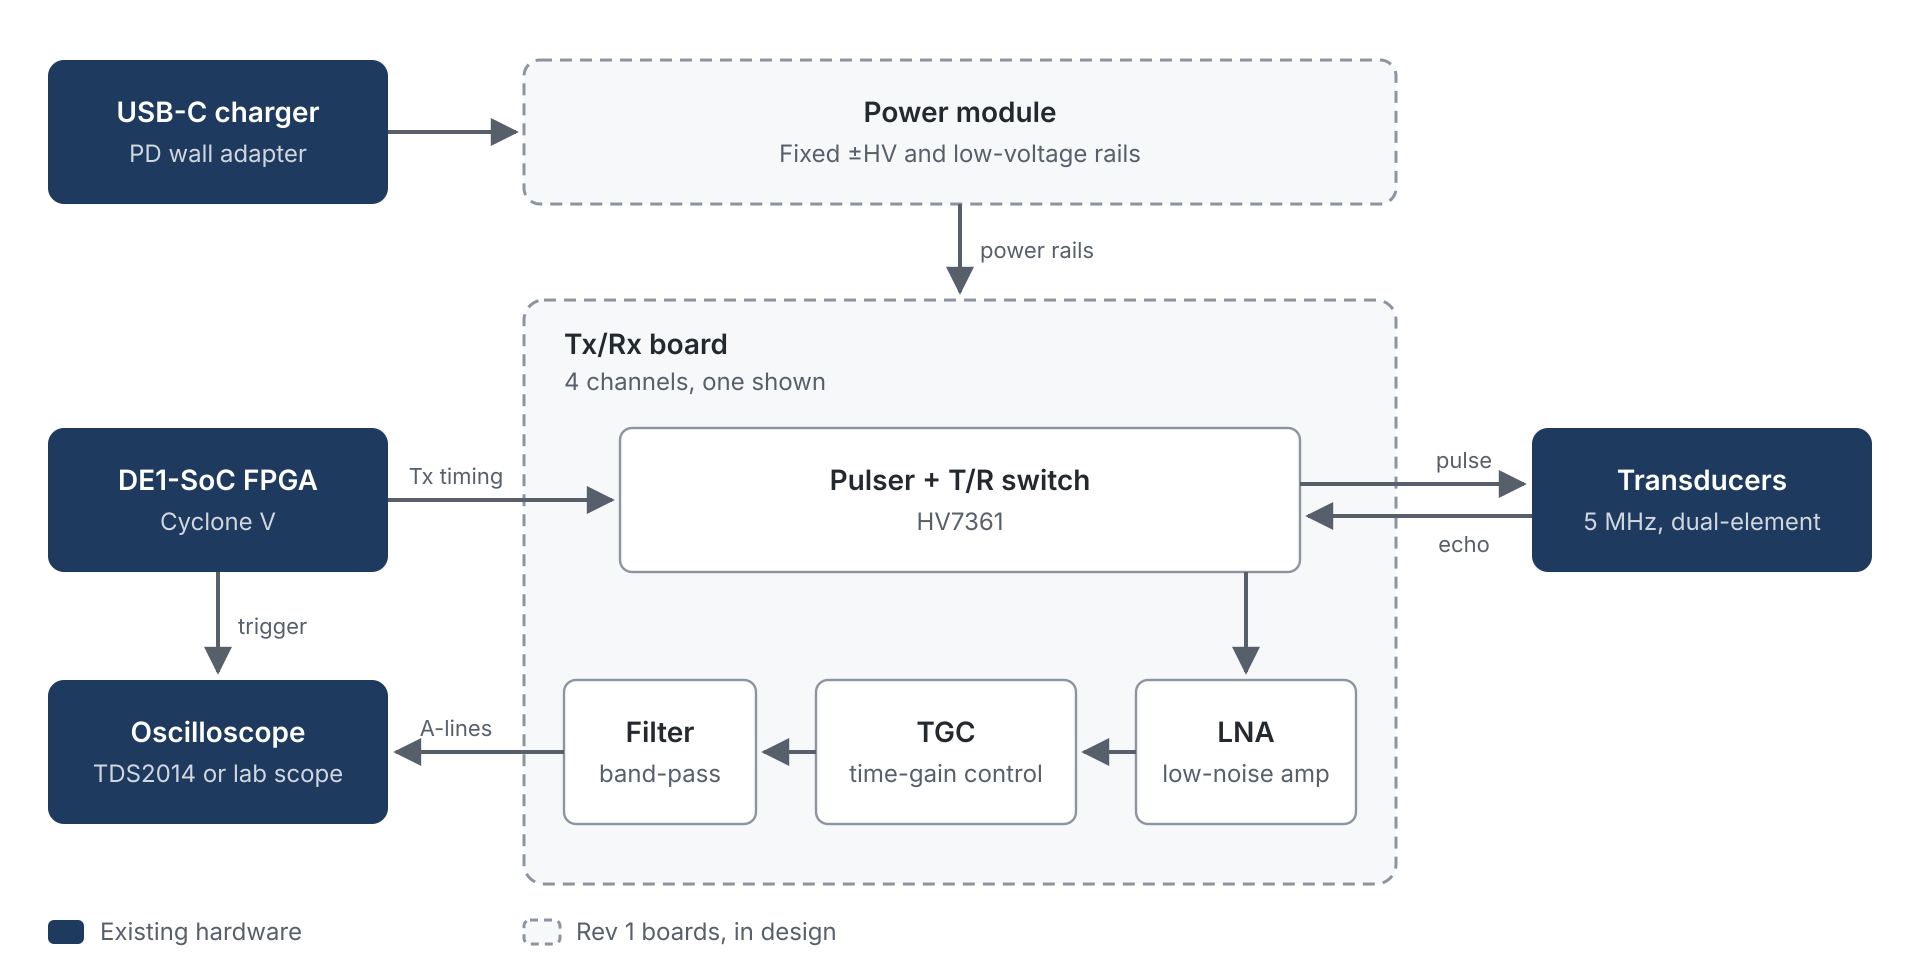 USB-C charger
PD wall adapter
Power module
Fixed ±HV and low-voltage rails
power rails
Tx/Rx board
4 channels, one shown
DE1-SoC FPGA
Cyclone V
Tx timing
Pulser + T/R switch
HV7361
pulse
echo
Transducers
5 MHz, dual-element
trigger
Oscilloscope
TDS2014 or lab scope
A-lines
Filter
band-pass
TGC
time-gain control
LNA
low-noise amp
Existing hardware
Rev 1 boards, in design